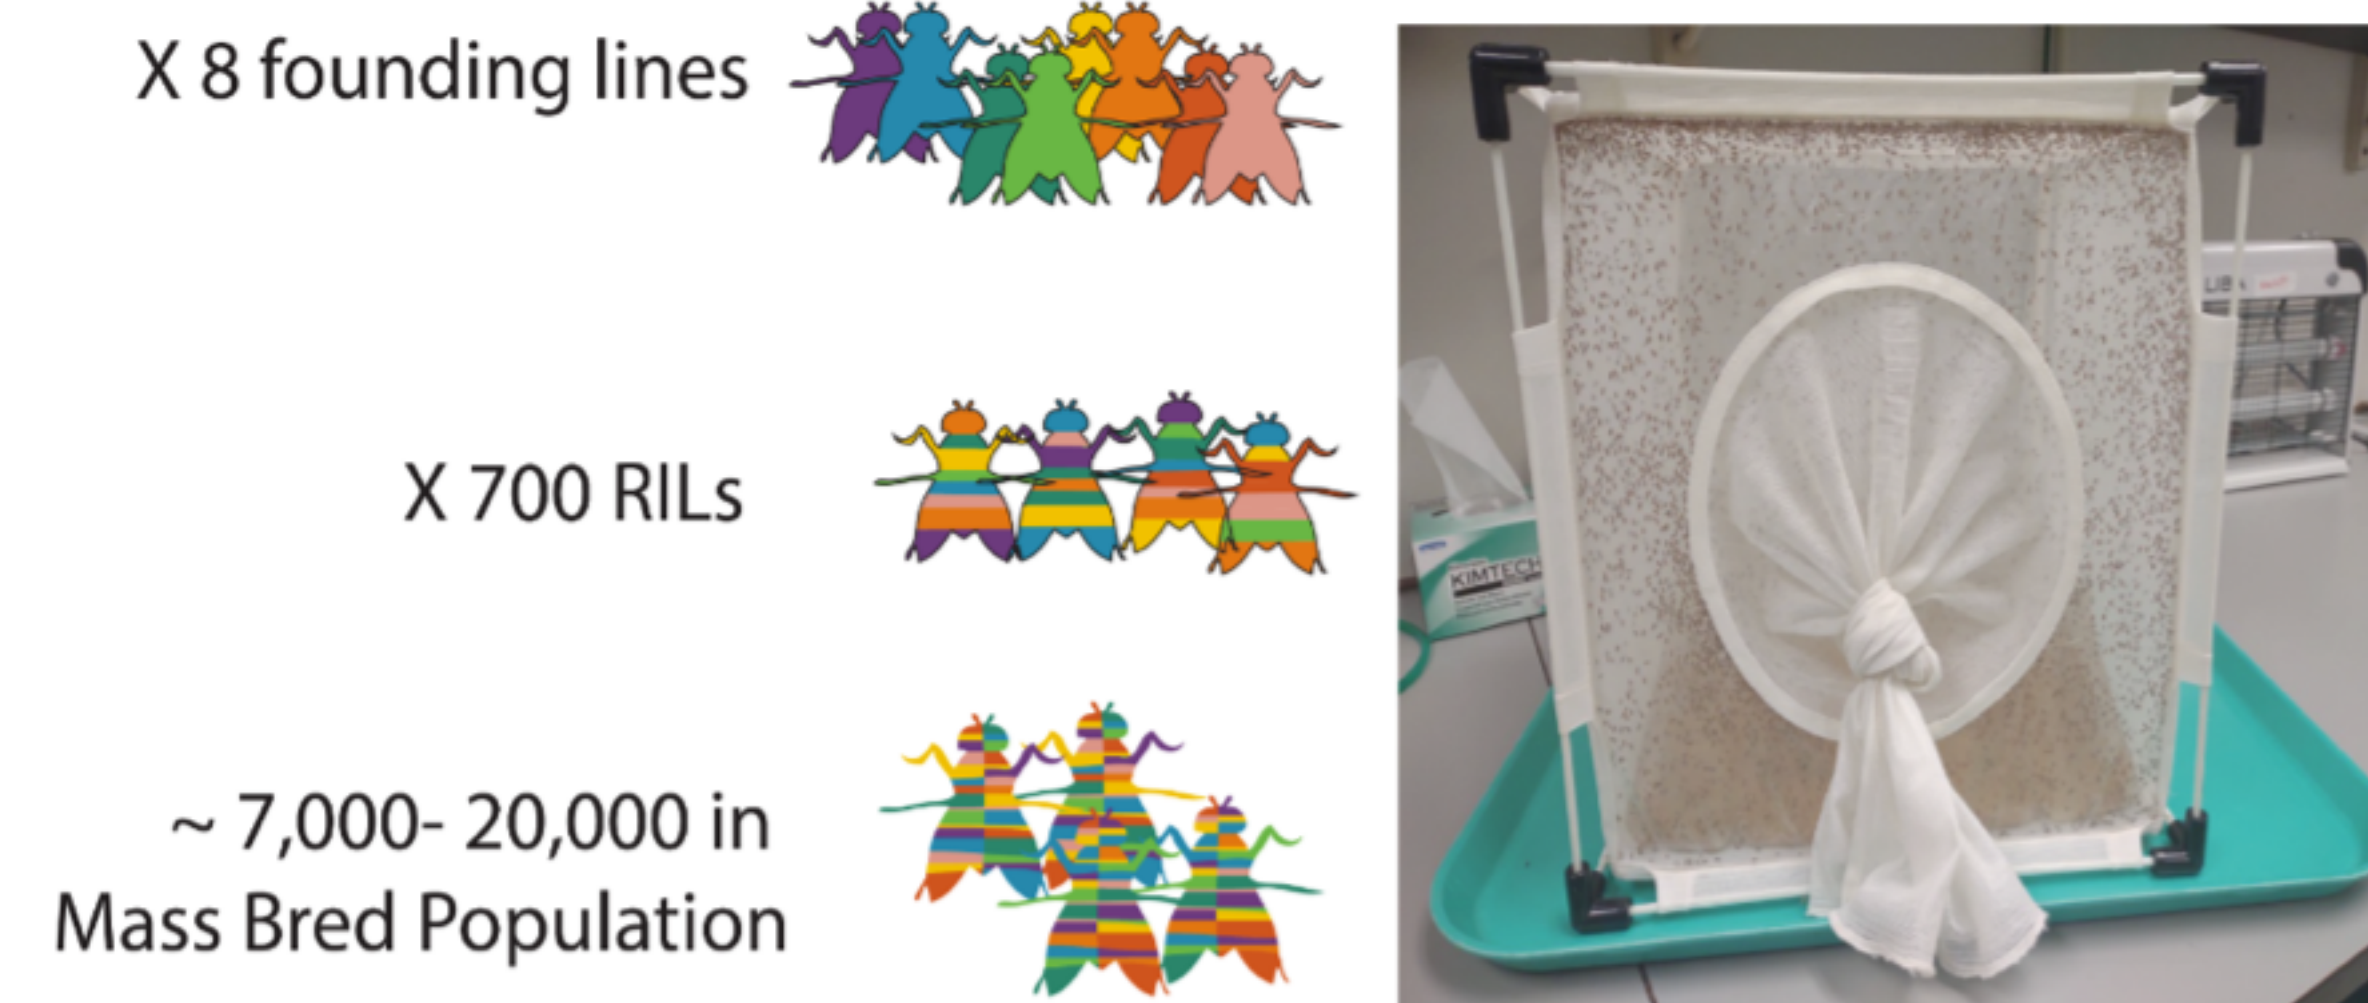 X 8 founding lines
X 700 RILs
~ 7,000- 20,000 in
Mass Bred Population
KIMTECH